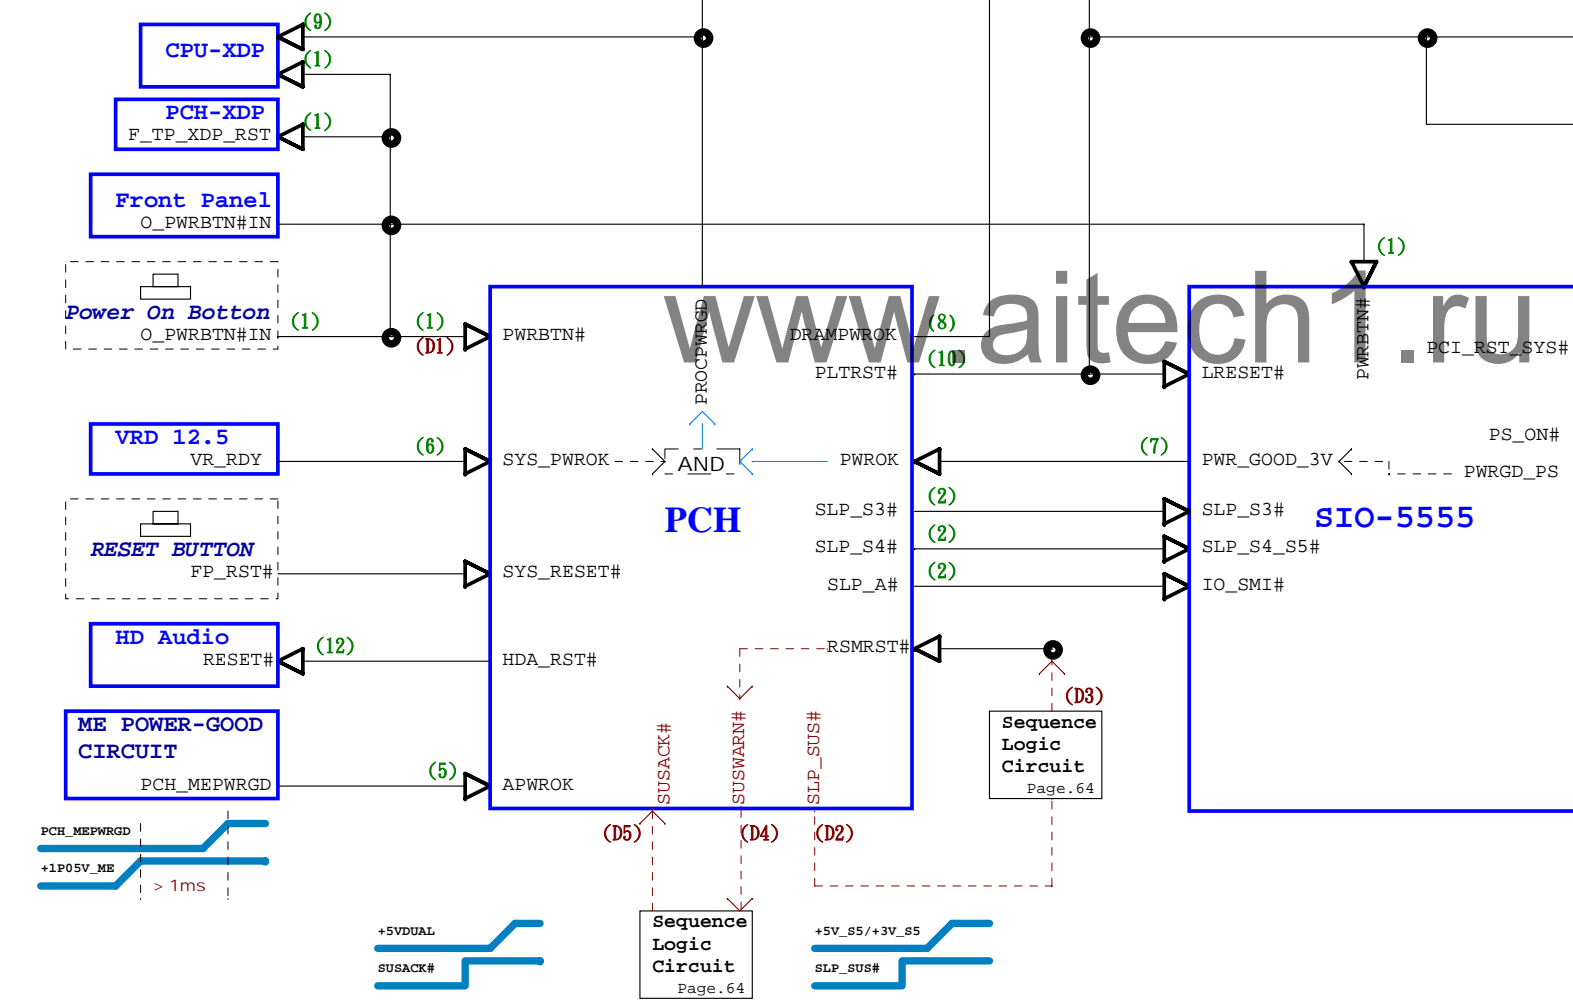 (9)
CPU-XDP
(1)
PCH-XDP
F_TP_XDP_RST
(1)
Front Panel
O_PWRBTN#IN
(1)
Power On Botton
O_PWRBTN#IN
(1)
(1)
(D1)
PWRBTN#
PROCPWRGD
DRAMPWROK
(8)
PLTRST#
(10)
LRESET#
PWRBTN#
PCI_RST_SYS#
www.aitech1.ru
VRD 12.5
VR_RDY
(6)
SYS_PWROK
AND
PWROK
(7)
PWR_GOOD_3V
PS_ON#
PWRGD_PS
PCH
SLP_S3#
(2)
SLP_S3#
SIO-5555
RESET BUTTON
FP_RST#
SYS_RESET#
SLP_S4#
(2)
SLP_S4_S5#
SLP_A#
(2)
IO_SMI#
HD Audio
RESET#
(12)
HDA_RST#
RSMRST#
(D3)
ME POWER-GOOD
CIRCUIT
PCH_MEPWRGD
(5)
APWROK
SUSACK#
SUSWARN#
SLP_SUS#
Sequence
Logic
Circuit
Page.64
(D5)
(D4)
(D2)
PCH_MEPWRGD
+1P05V_ME
> 1ms
+5VDUAL
SUSACK#
Sequence
Logic
Circuit
Page.64
+5V_S5/+3V_S5
SLP_SUS#